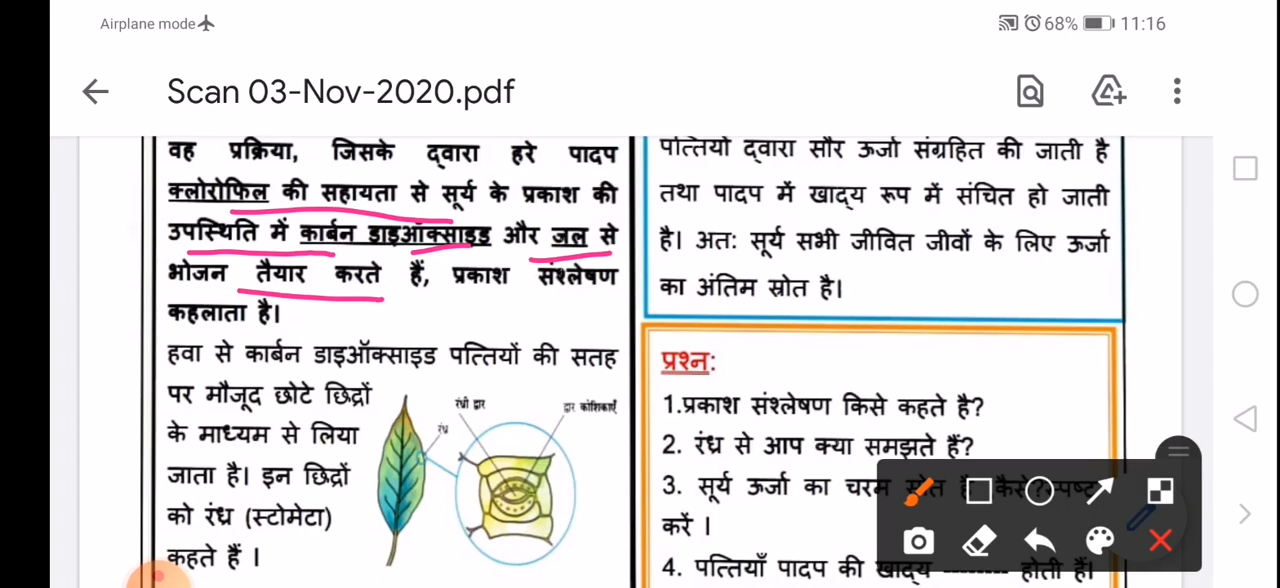 Airplane mode
68% 11:16
Scan 03-Nov-2020.pdf
वह प्रक्रिया, जिसके द्वारा हरे पादप
क्लोरोफिल की सहायता से सूर्य के प्रकाश की
उपस्थिति में कार्बन डाइऑक्साइड और जल से
भोजन तैयार करते हैं, प्रकाश संश्लेषण
कहलाता है।
हवा से कार्बन डाइऑक्साइड पत्तियों की सतह
पर मौजूद छोटे छिद्रों
के माध्यम से लिया
जाता है। इन छिद्रों
को रंध्र (स्टोमेटा)
कहते हैं ।
रंध्री द्वार
द्वार कोशिकाएँ
रंध्र
पत्तियों द्वारा सौर ऊर्जा संग्रहित की जाती है
तथा पादप में खाद्य रूप में संचित हो जाती
है। अतः सूर्य सभी जीवित जीवों के लिए ऊर्जा
का अंतिम स्रोत है।
प्रश्न:
1.प्रकाश संश्लेषण किसे कहते है?
2. रंध्र से आप क्या समझते हैं?
3. सूर्य ऊर्जा का चरम स्रोत है कैसे?स्पष्ट
करें ।
4. पत्तियाँ पादप की खाद्य -------- होती हैं।